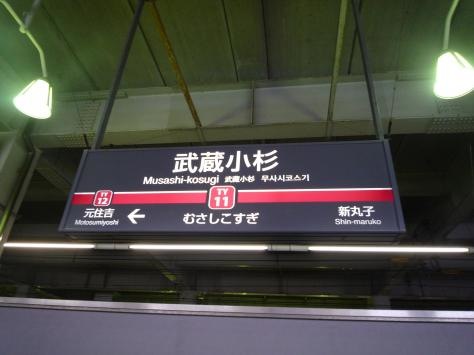 武蔵小杉
Musashi-kosugi 武蔵小杉 무사시코스기
TY 12
TY 11
元住吉 ← むさしこすぎ 新丸子
Motosumiyoshi Shin-maruko